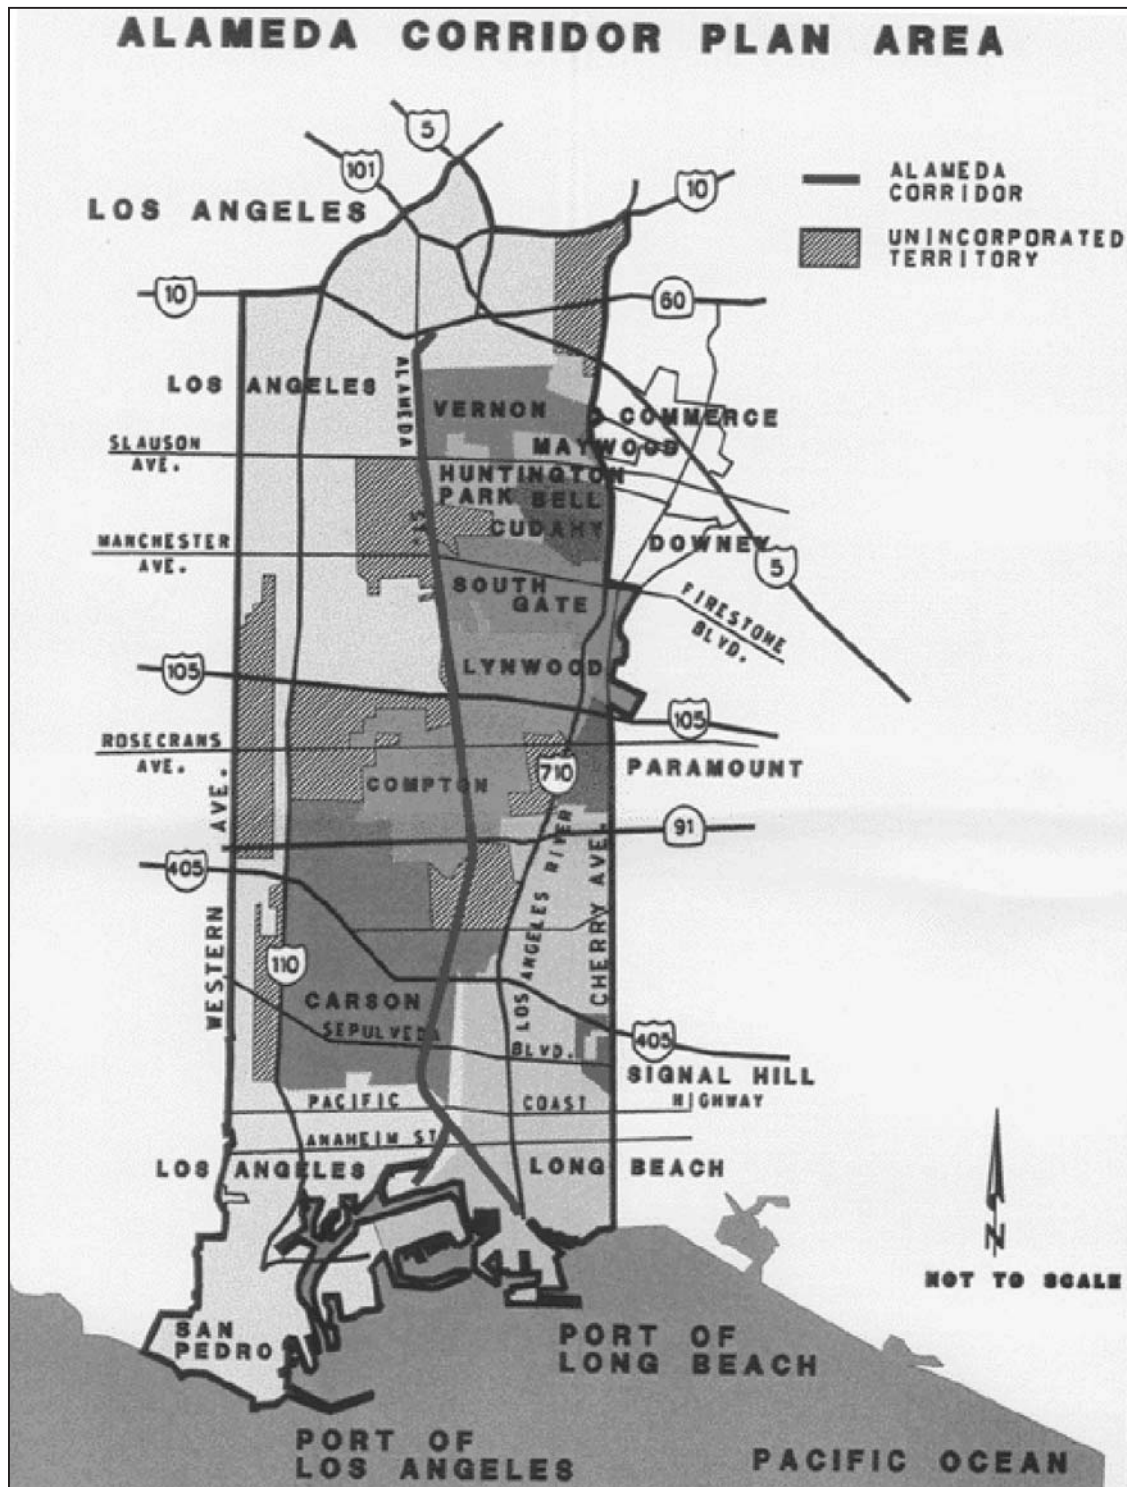 ALAMEDA CORRIDOR PLAN AREA
5
101
10
ALAMEDA
CORRIDOR
LOS ANGELES
UNINCORPORATED
TERRITORY
10
60
LOS ANGELES
ALAMEDA
ST.
VERNON
COMMERCE
SLAUSON
AVE.
MAYWOOD
HUNTINGTON
PARK
BELL
CUDAHY
MANCHESTER
AVE.
DOWNEY
5
SOUTH
GATE
FIRESTONE
BLVD.
LYNWOOD
105
105
ROSECRANS
AVE.
710
PARAMOUNT
COMPTON
91
405
WESTERN AVE.
LOS ANGELES RIVER
CHERRY AVE.
110
CARSON
SEPULVEDA
BLVD.
405
SIGNAL HILL
PACIFIC COAST HIGHWAY
ANAHEIM ST
LOS ANGELES
LONG BEACH
N
NOT TO SCALE
SAN
PEDRO
PORT OF
LONG BEACH
PORT OF
LOS ANGELES
PACIFIC OCEAN